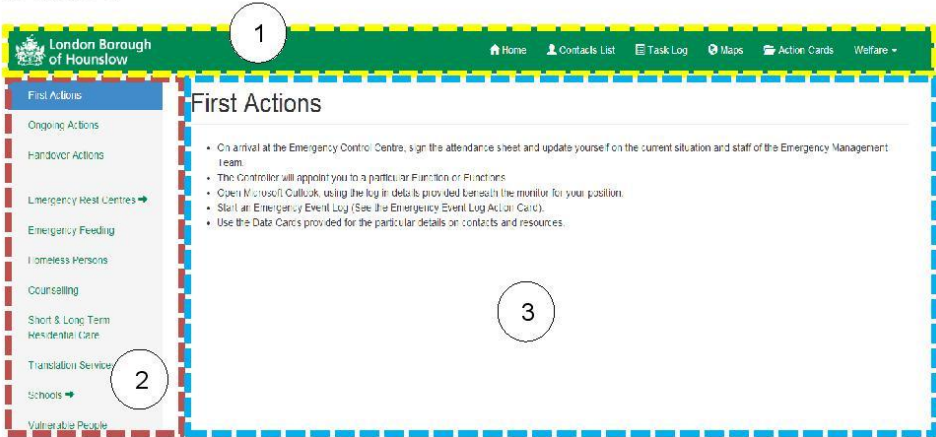 1
London Borough
of Hounslow
Home Contacts List Task Log Maps Action Cards Welfare
First Actions
Ongoing Actions
Handover Actions
Emergency Rest Centres
Emergency Feeding
Homeless Persons
Counselling
Short & Long Term
Residential Care
Translation Service
Schools
Vulnerable People
2
First Actions
• On arrival at the Emergency Control Centre, sign the attendance sheet and update yourself on the current situation and staff of the Emergency Management
Team.
• The Controller will appoint you to a particular Function or Functions
• Open Microsoft Outlook, using the log in details provided beneath the monitor for your position.
• Start an Emergency Event Log (See the Emergency Event Log Action Card).
• Use the Data Cards provided for the particular details on contacts and resources.
3